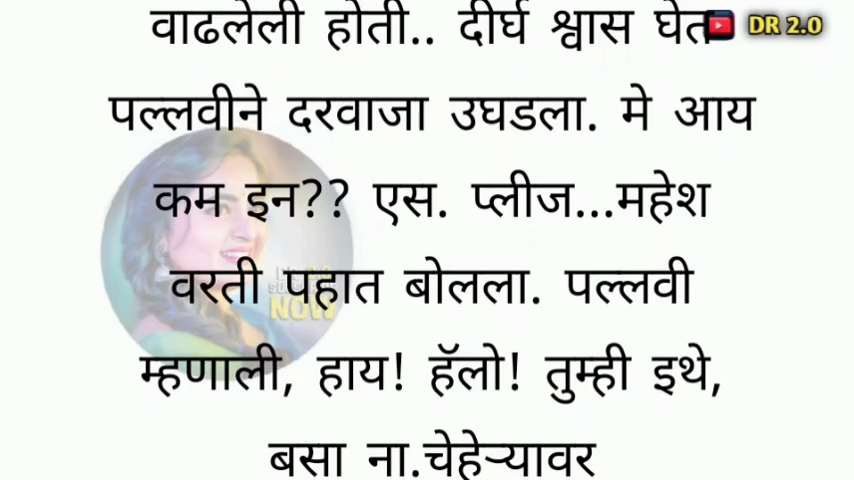 वाढलेली होती.. दीर्घ श्वास घेत
DR 2.0
पल्लवीने दरवाजा उघडला. मे आय
कम इन?? एस. प्लीज...महेश
वरती पहात बोलला. पल्लवी
NOW
म्हणाली, हाय! हॅलो! तुम्ही इथे,
बसा ना.चेहेऱ्यावर